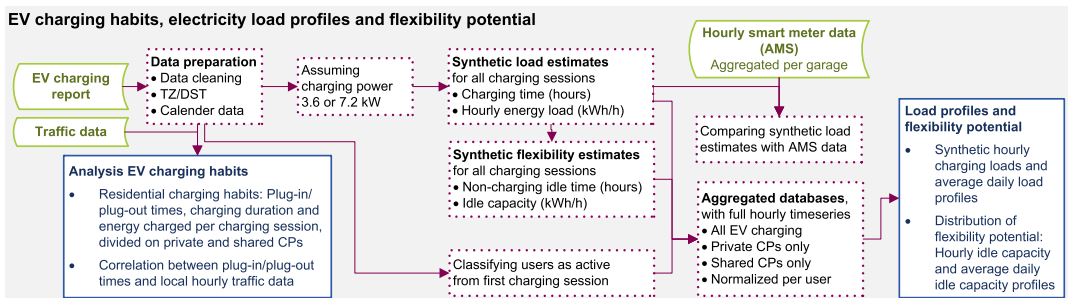 EV charging habits, electricity load profiles and flexibility potential
EV charging
report
Traffic data
Data preparation
• Data cleaning
• TZ/DST
• Calender data
Assuming
charging power
3.6 or 7.2 kW
Synthetic load estimates
for all charging sessions
• Charging time (hours)
• Hourly energy load (kWh/h)
Hourly smart meter data
(AMS)
Aggregated per garage
Comparing synthetic load
estimates with AMS data
Analysis EV charging habits
• Residential charging habits: Plug-in/
plug-out times, charging duration and
energy charged per charging session,
divided on private and shared CPs
• Correlation between plug-in/plug-out
times and local hourly traffic data
Synthetic flexibility estimates
for all charging sessions
• Non-charging idle time (hours)
• Idle capacity (kWh/h)
Classifying users as active
from first charging session
Aggregated databases,
with full hourly timeseries
• All EV charging
• Private CPs only
• Shared CPs only
• Normalized per user
Load profiles and
flexibility potential
• Synthetic hourly
charging loads and
average daily load
profiles
• Distribution of
flexibility potential:
Hourly idle capacity
and average daily
idle capacity profiles